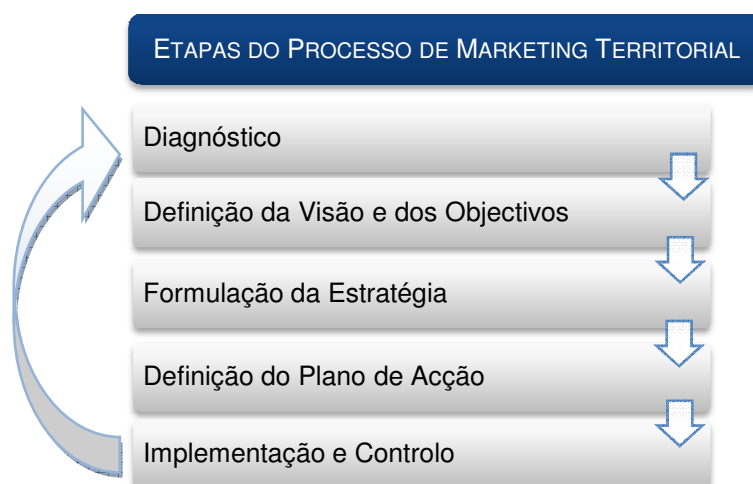 ETAPAS DO PROCESSO DE MARKETING TERRITORIAL
Diagnóstico
Definição da Visão e dos Objectivos
Formulação da Estratégia
Definição do Plano de Acção
Implementação e Controlo